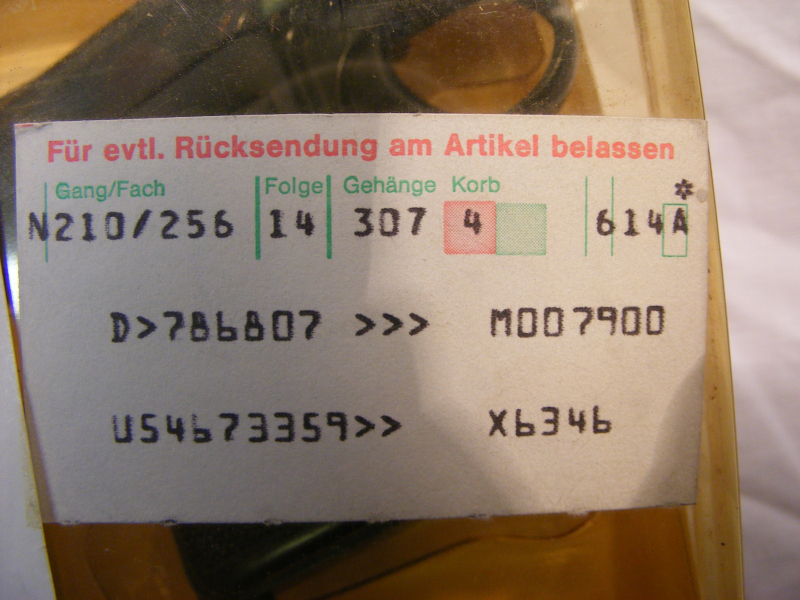 Für evtl. Rücksendung am Artikel belassen
Gang/Fach Folge Gehänge Korb *
N210/256 14 307 4 614A
D>786807 >>> M007900
U54673359>> X6346